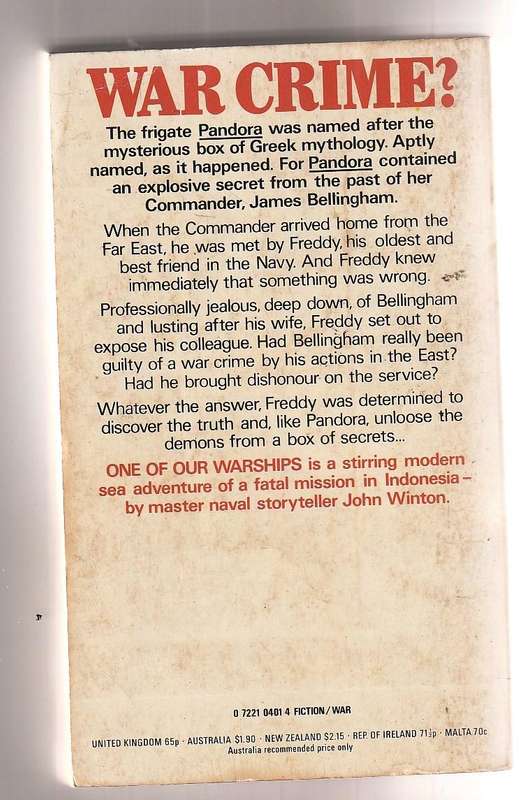 WAR CRIME?
The frigate Pandora was named after the
mysterious box of Greek mythology. Aptly
named, as it happened. For Pandora contained
an explosive secret from the past of her
Commander, James Bellingham.
When the Commander arrived home from the
Far East, he was met by Freddy, his oldest and
best friend in the Navy. And Freddy knew
immediately that something was wrong.
Professionally jealous, deep down, of Bellingham
and lusting after his wife, Freddy set out to
expose his colleague. Had Bellingham really been
guilty of a war crime by his actions in the East?
Had he brought dishonour on the service?
Whatever the answer, Freddy was determined to
discover the truth and, like Pandora, unloose the
demons from a box of secrets...
ONE OF OUR WARSHIPS is a stirring modern
sea adventure of a fatal mission in Indonesia –
by master naval storyteller John Winton.
0 7221 0401 4 FICTION/WAR
UNITED KINGDOM 65p · AUSTRALIA $1.90 · NEW ZEALAND $2.15 · REP. OF IRELAND 71½p · MALTA 70c
Australia recommended price only